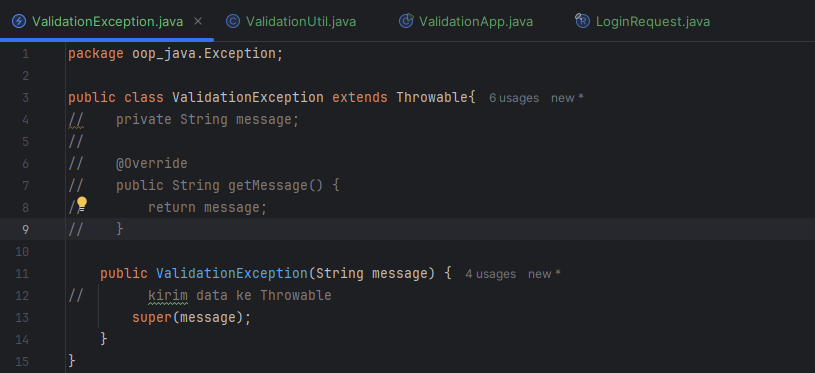 ValidationException.java × ValidationUtil.java ValidationApp.java LoginRequest.java
1 package oop_java.Exception;
2
3 public class ValidationException extends Throwable{ 6 usages new *
4 // private String message;
5 //
6 // @Override
7 // public String getMessage() {
8 // return message;
9 // }
10
11 public ValidationException(String message) { 4 usages new *
12 // kirim data ke Throwable
13 super(message);
14 }
15 }